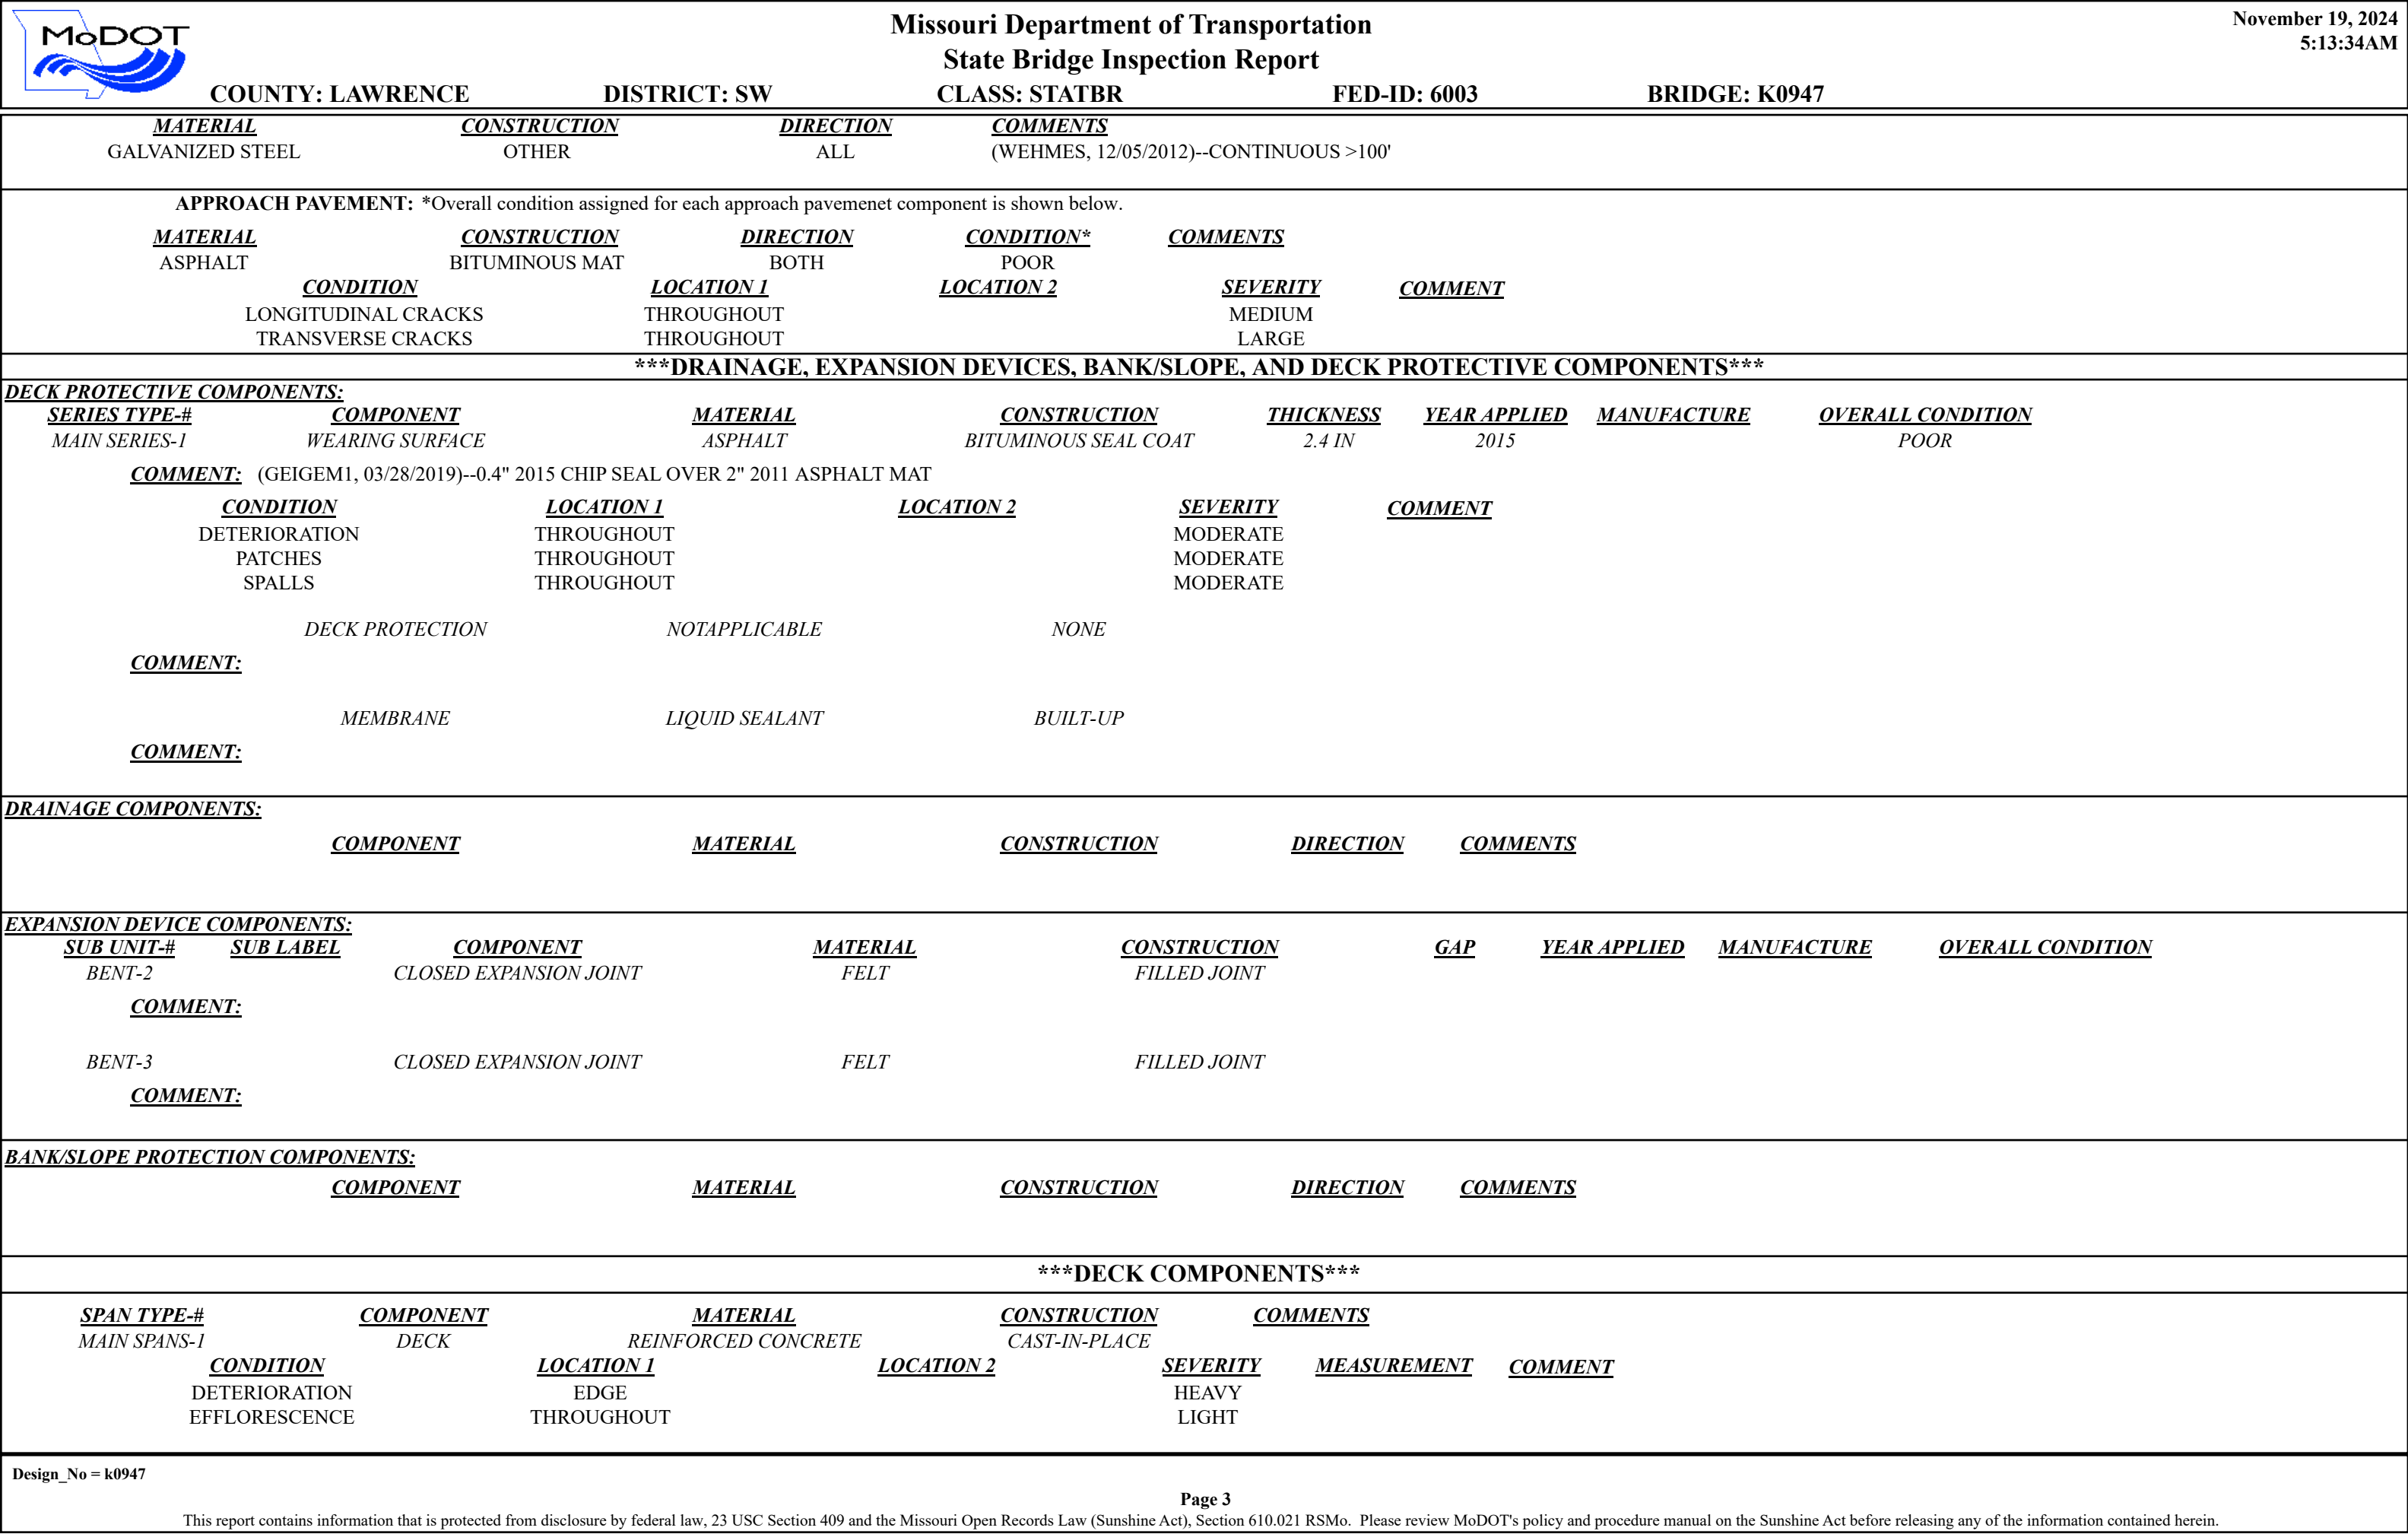 MoDOT
Missouri Department of Transportation
State Bridge Inspection Report
November 19, 2024
5:13:34AM
COUNTY: LAWRENCE DISTRICT: SW CLASS: STATBR FED-ID: 6003 BRIDGE: K0947
MATERIAL CONSTRUCTION DIRECTION COMMENTS
GALVANIZED STEEL OTHER ALL (WEHMES, 12/05/2012)--CONTINUOUS >100'
APPROACH PAVEMENT: *Overall condition assigned for each approach pavemenet component is shown below.
MATERIAL CONSTRUCTION DIRECTION CONDITION* COMMENTS
ASPHALT BITUMINOUS MAT BOTH POOR
CONDITION LOCATION 1 LOCATION 2 SEVERITY COMMENT
LONGITUDINAL CRACKS THROUGHOUT MEDIUM
TRANSVERSE CRACKS THROUGHOUT LARGE
***DRAINAGE, EXPANSION DEVICES, BANK/SLOPE, AND DECK PROTECTIVE COMPONENTS***
DECK PROTECTIVE COMPONENTS:
SERIES TYPE-# COMPONENT MATERIAL CONSTRUCTION THICKNESS YEAR APPLIED MANUFACTURE OVERALL CONDITION
MAIN SERIES-1 WEARING SURFACE ASPHALT BITUMINOUS SEAL COAT 2.4 IN 2015 POOR
COMMENT: (GEIGEM1, 03/28/2019)--0.4" 2015 CHIP SEAL OVER 2" 2011 ASPHALT MAT
CONDITION LOCATION 1 LOCATION 2 SEVERITY COMMENT
DETERIORATION THROUGHOUT MODERATE
PATCHES THROUGHOUT MODERATE
SPALLS THROUGHOUT MODERATE
DECK PROTECTION NOTAPPLICABLE NONE
COMMENT:
MEMBRANE LIQUID SEALANT BUILT-UP
COMMENT:
DRAINAGE COMPONENTS:
COMPONENT MATERIAL CONSTRUCTION DIRECTION COMMENTS
EXPANSION DEVICE COMPONENTS:
SUB UNIT-# SUB LABEL COMPONENT MATERIAL CONSTRUCTION GAP YEAR APPLIED MANUFACTURE OVERALL CONDITION
BENT-2 CLOSED EXPANSION JOINT FELT FILLED JOINT
COMMENT:
BENT-3 CLOSED EXPANSION JOINT FELT FILLED JOINT
COMMENT:
BANK/SLOPE PROTECTION COMPONENTS:
COMPONENT MATERIAL CONSTRUCTION DIRECTION COMMENTS
***DECK COMPONENTS***
SPAN TYPE-# COMPONENT MATERIAL CONSTRUCTION COMMENTS
MAIN SPANS-1 DECK REINFORCED CONCRETE CAST-IN-PLACE
CONDITION LOCATION 1 LOCATION 2 SEVERITY MEASUREMENT COMMENT
DETERIORATION EDGE HEAVY
EFFLORESCENCE THROUGHOUT LIGHT
Design_No = k0947
Page 3
This report contains information that is protected from disclosure by federal law, 23 USC Section 409 and the Missouri Open Records Law (Sunshine Act), Section 610.021 RSMo. Please review MoDOT's policy and procedure manual on the Sunshine Act before releasing any of the information contained herein.